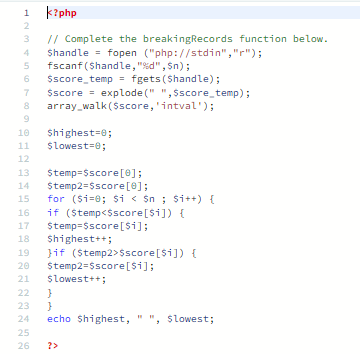 1 <?php
2
3 // Complete the breakingRecords function below.
4 $handle = fopen ("php://stdin","r");
5 fscanf($handle,"%d",$n);
6 $score_temp = fgets($handle);
7 $score = explode(" ",$score_temp);
8 array_walk($score,'intval');
9
10 $highest=0;
11 $lowest=0;
12
13 $temp=$score[0];
14 $temp2=$score[0];
15 for ($i=0; $i < $n ; $i++) {
16 if ($temp<$score[$i]) {
17 $temp=$score[$i];
18 $highest++;
19 }if ($temp2>$score[$i]) {
20 $temp2=$score[$i];
21 $lowest++;
22 }
23 }
24 echo $highest, " ", $lowest;
25
26 ?>